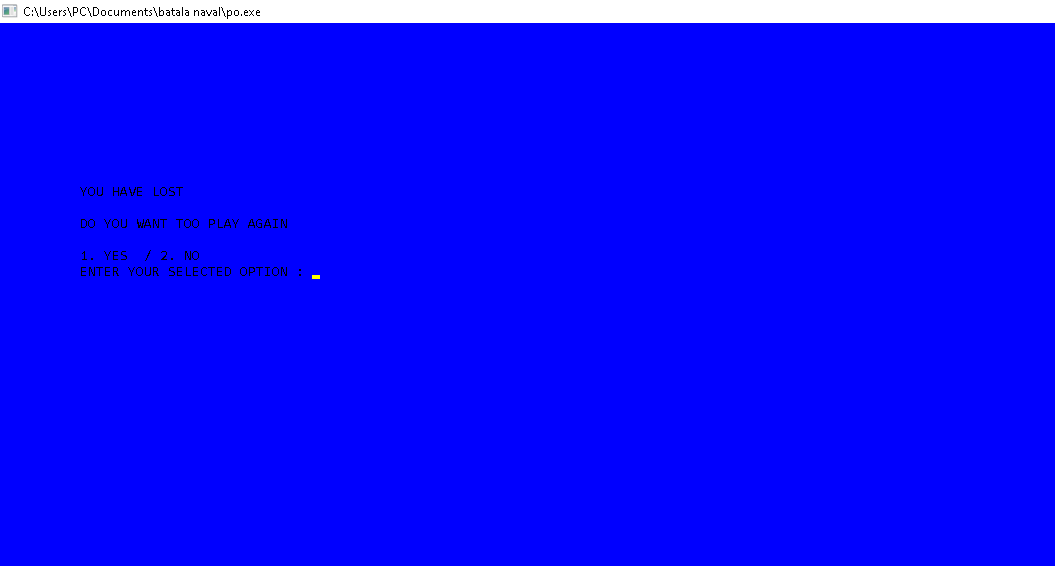 C:\Users\PC\Documents\batala naval\po.exe
YOU HAVE LOST
DO YOU WANT TOO PLAY AGAIN
1. YES / 2. NO
ENTER YOUR SELECTED OPTION :